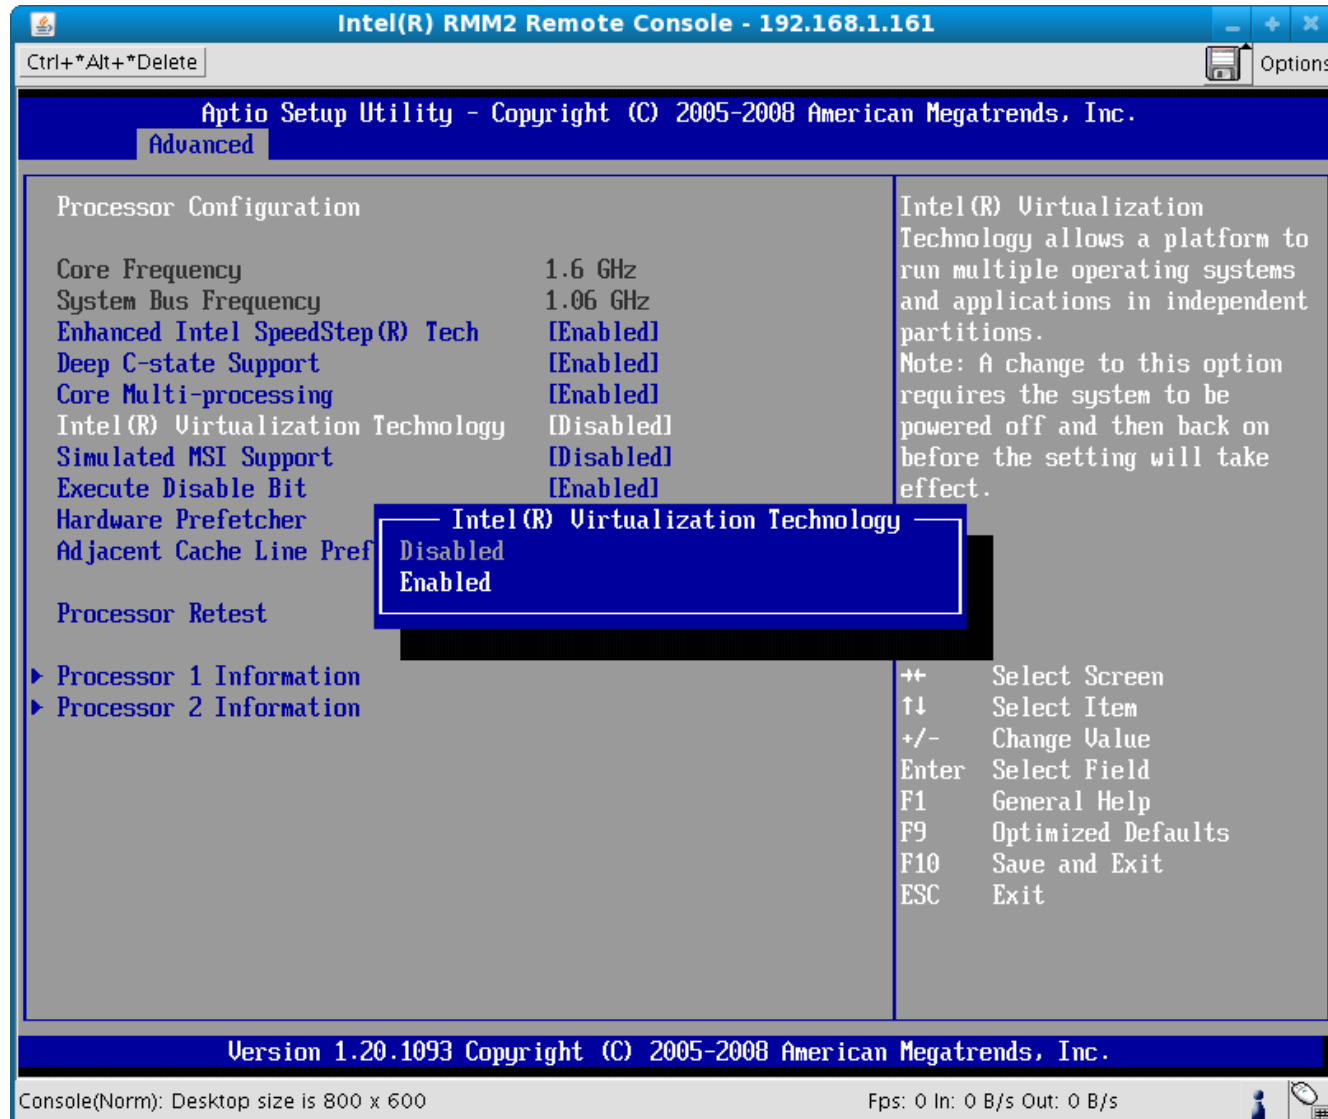 Intel(R) RMM2 Remote Console - 192.168.1.161
Ctrl+*Alt+*Delete
Options
Aptio Setup Utility - Copyright (C) 2005-2008 American Megatrends, Inc.
Advanced
Processor Configuration
Core Frequency 1.6 GHz
System Bus Frequency 1.06 GHz
Enhanced Intel SpeedStep(R) Tech [Enabled]
Deep C-state Support [Enabled]
Core Multi-processing [Enabled]
Intel(R) Virtualization Technology [Disabled]
Simulated MSI Support [Disabled]
Execute Disable Bit [Enabled]
Hardware Prefetcher
Adjacent Cache Line Pref
Processor Retest
Processor 1 Information
Processor 2 Information
Intel(R) Virtualization Technology
Disabled
Enabled
Intel(R) Virtualization
Technology allows a platform to
run multiple operating systems
and applications in independent
partitions.
Note: A change to this option
requires the system to be
powered off and then back on
before the setting will take
effect.
→← Select Screen
↑↓ Select Item
+/- Change Value
Enter Select Field
F1 General Help
F9 Optimized Defaults
F10 Save and Exit
ESC Exit
Version 1.20.1093 Copyright (C) 2005-2008 American Megatrends, Inc.
Console(Norm): Desktop size is 800 x 600
Fps: 0 In: 0 B/s Out: 0 B/s